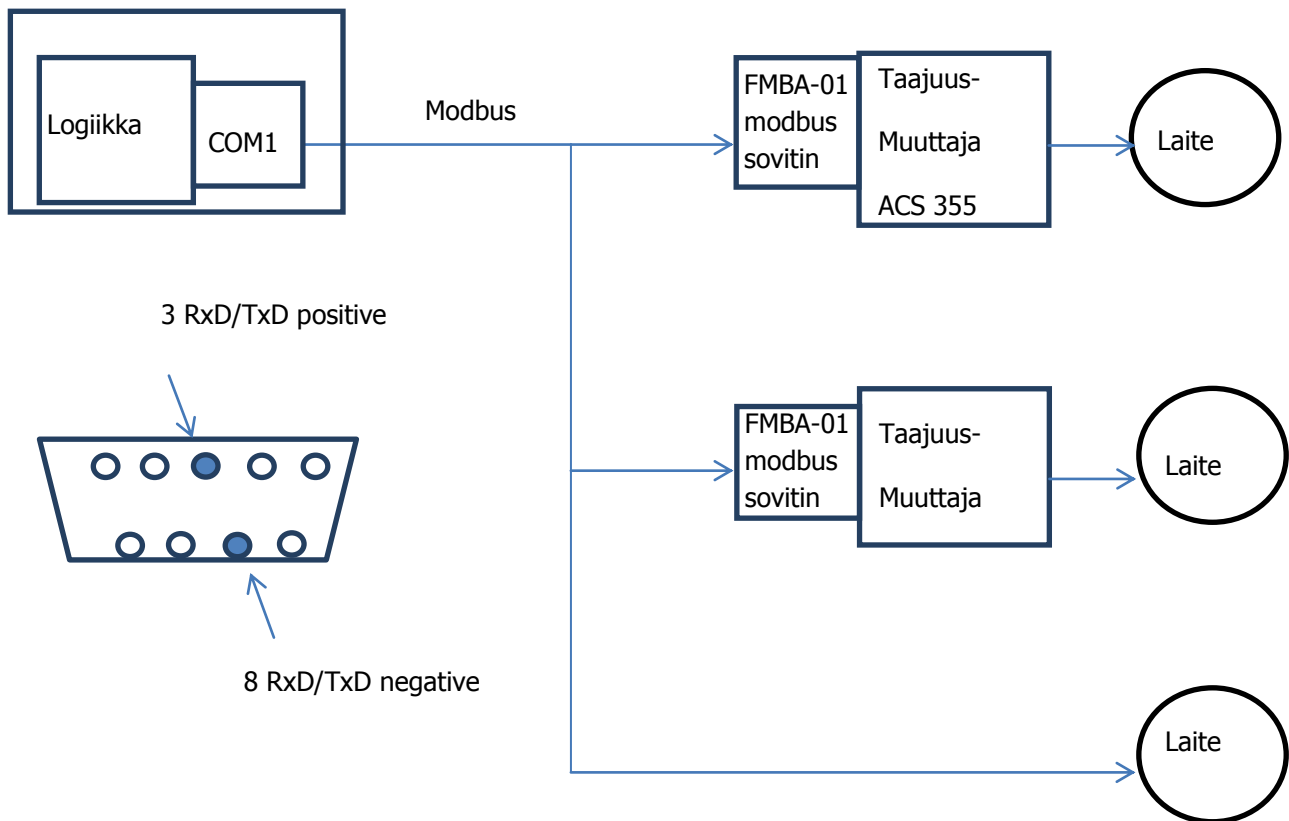 Logiikka
COM1
Modbus
FMBA-01
modbus
sovitin
Taajuus-
Muuttaja
ACS 355
Laite
3 RxD/TxD positive
8 RxD/TxD negative
FMBA-01
modbus
sovitin
Taajuus-
Muuttaja
Laite
Laite